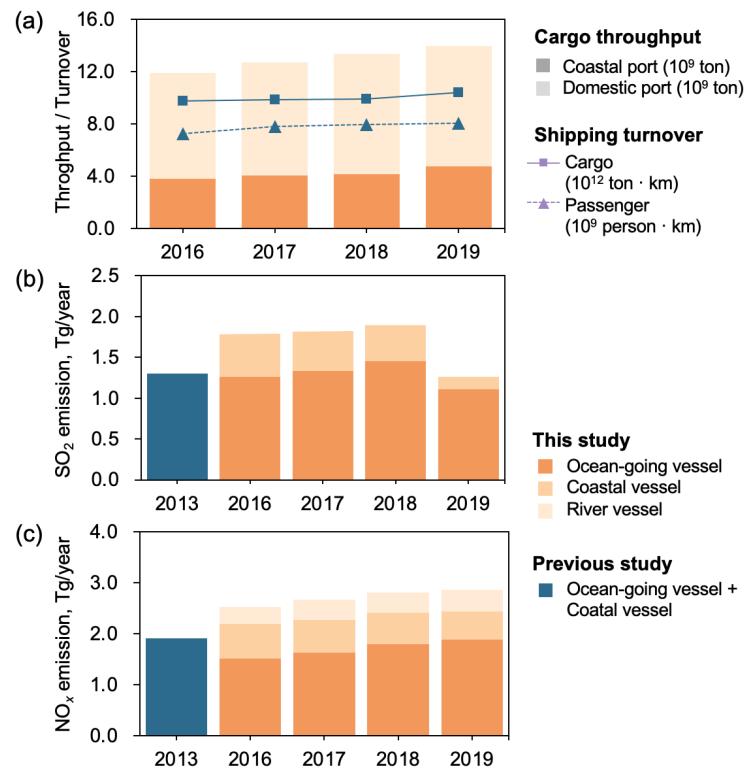 (a)
Throghput / Turnover
16.0
12.0
8.0
4.0
0.0
2016 2017 2018 2019
Cargo throughput
Coastal port (10⁹ ton)
Domestic port (10⁹ ton)
Shipping turnover
Cargo
(10¹² ton · km)
Passenger
(10⁹ person · km)
(b)
SO₂ emission, Tg/year
2.5
2.0
1.5
1.0
0.5
0.0
2013 2016 2017 2018 2019
This study
Ocean-going vessel
Coastal vessel
River vessel
(c)
NOₓ emission, Tg/year
4.0
3.0
2.0
1.0
0.0
2013 2016 2017 2018 2019
Previous study
Ocean-going vessel +
Coatal vessel